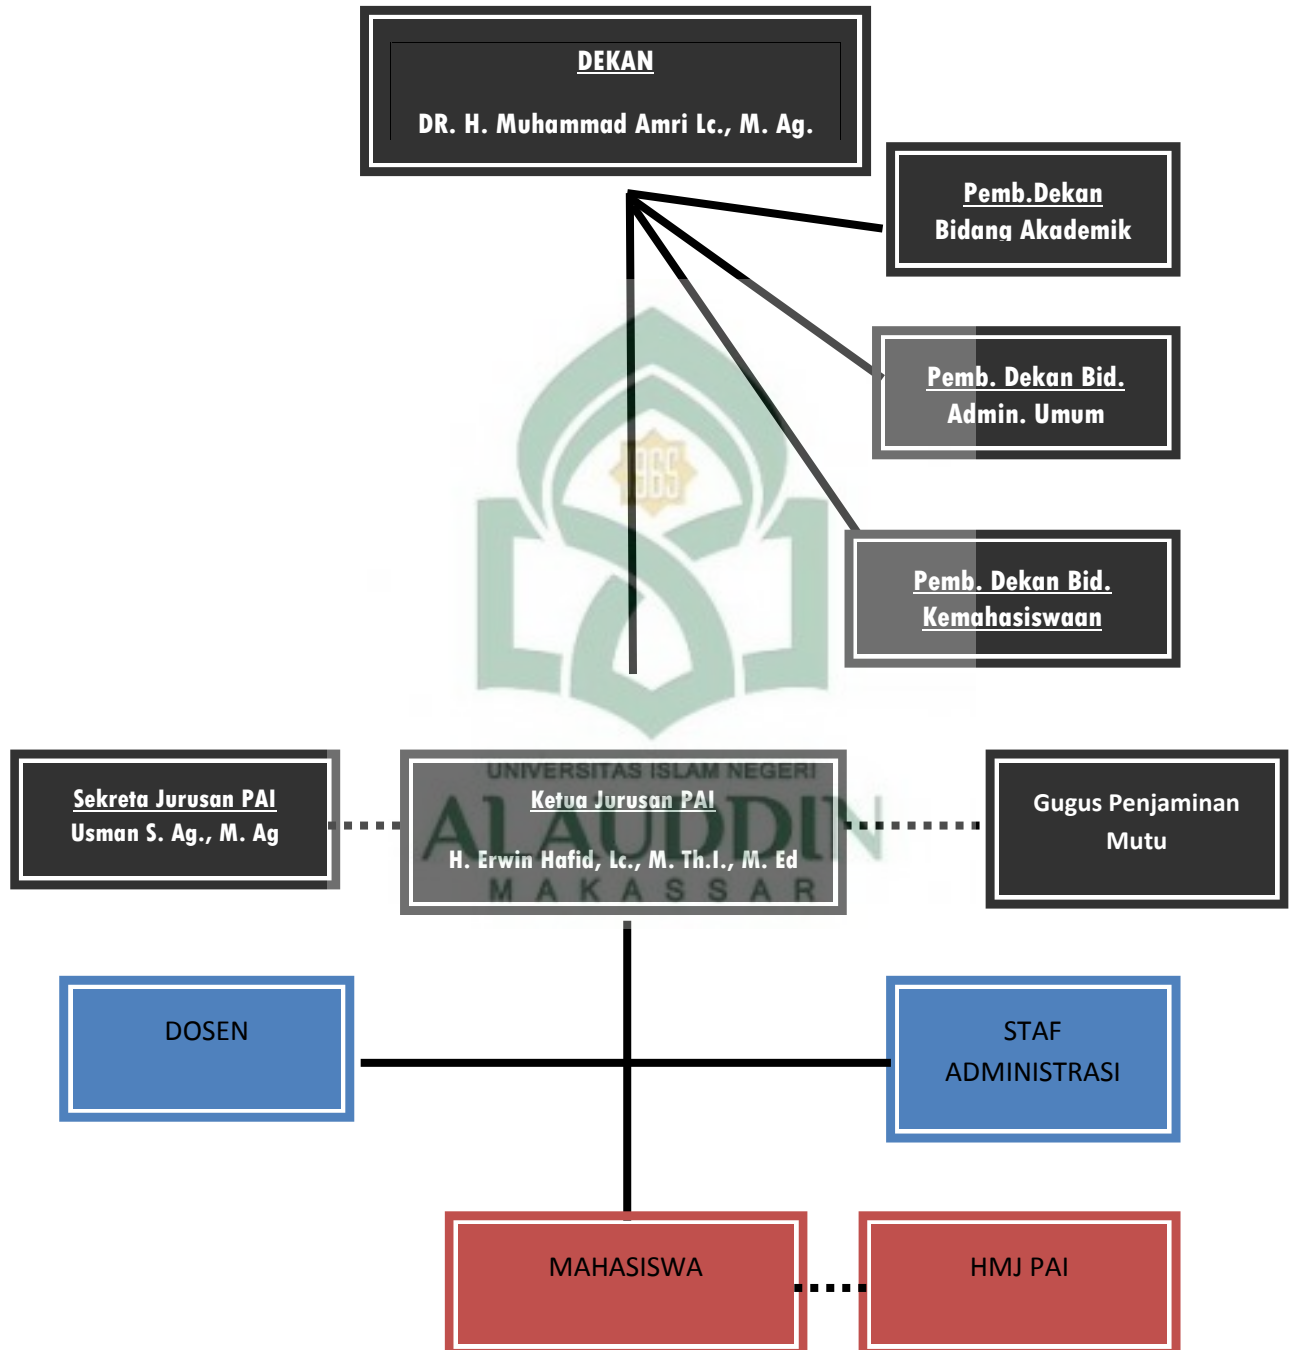 DEKAN
DR. H. Muhammad Amri Lc., M. Ag.
Pemb.Dekan
Bidang Akademik
Pemb. Dekan Bid.
Admin. Umum
1965
Pemb. Dekan Bid.
Kemahasiswaan
Sekreta Jurusan PAI
Usman S. Ag., M. Ag
UNIVERSITAS ISLAM NEGERI
ALAUDDIN
MAKASSAR
Ketua Jurusan PAI
H. Erwin Hafid, Lc., M. Th.I., M. Ed
Gugus Penjaminan
Mutu
DOSEN
STAF
ADMINISTRASI
MAHASISWA
HMJ PAI